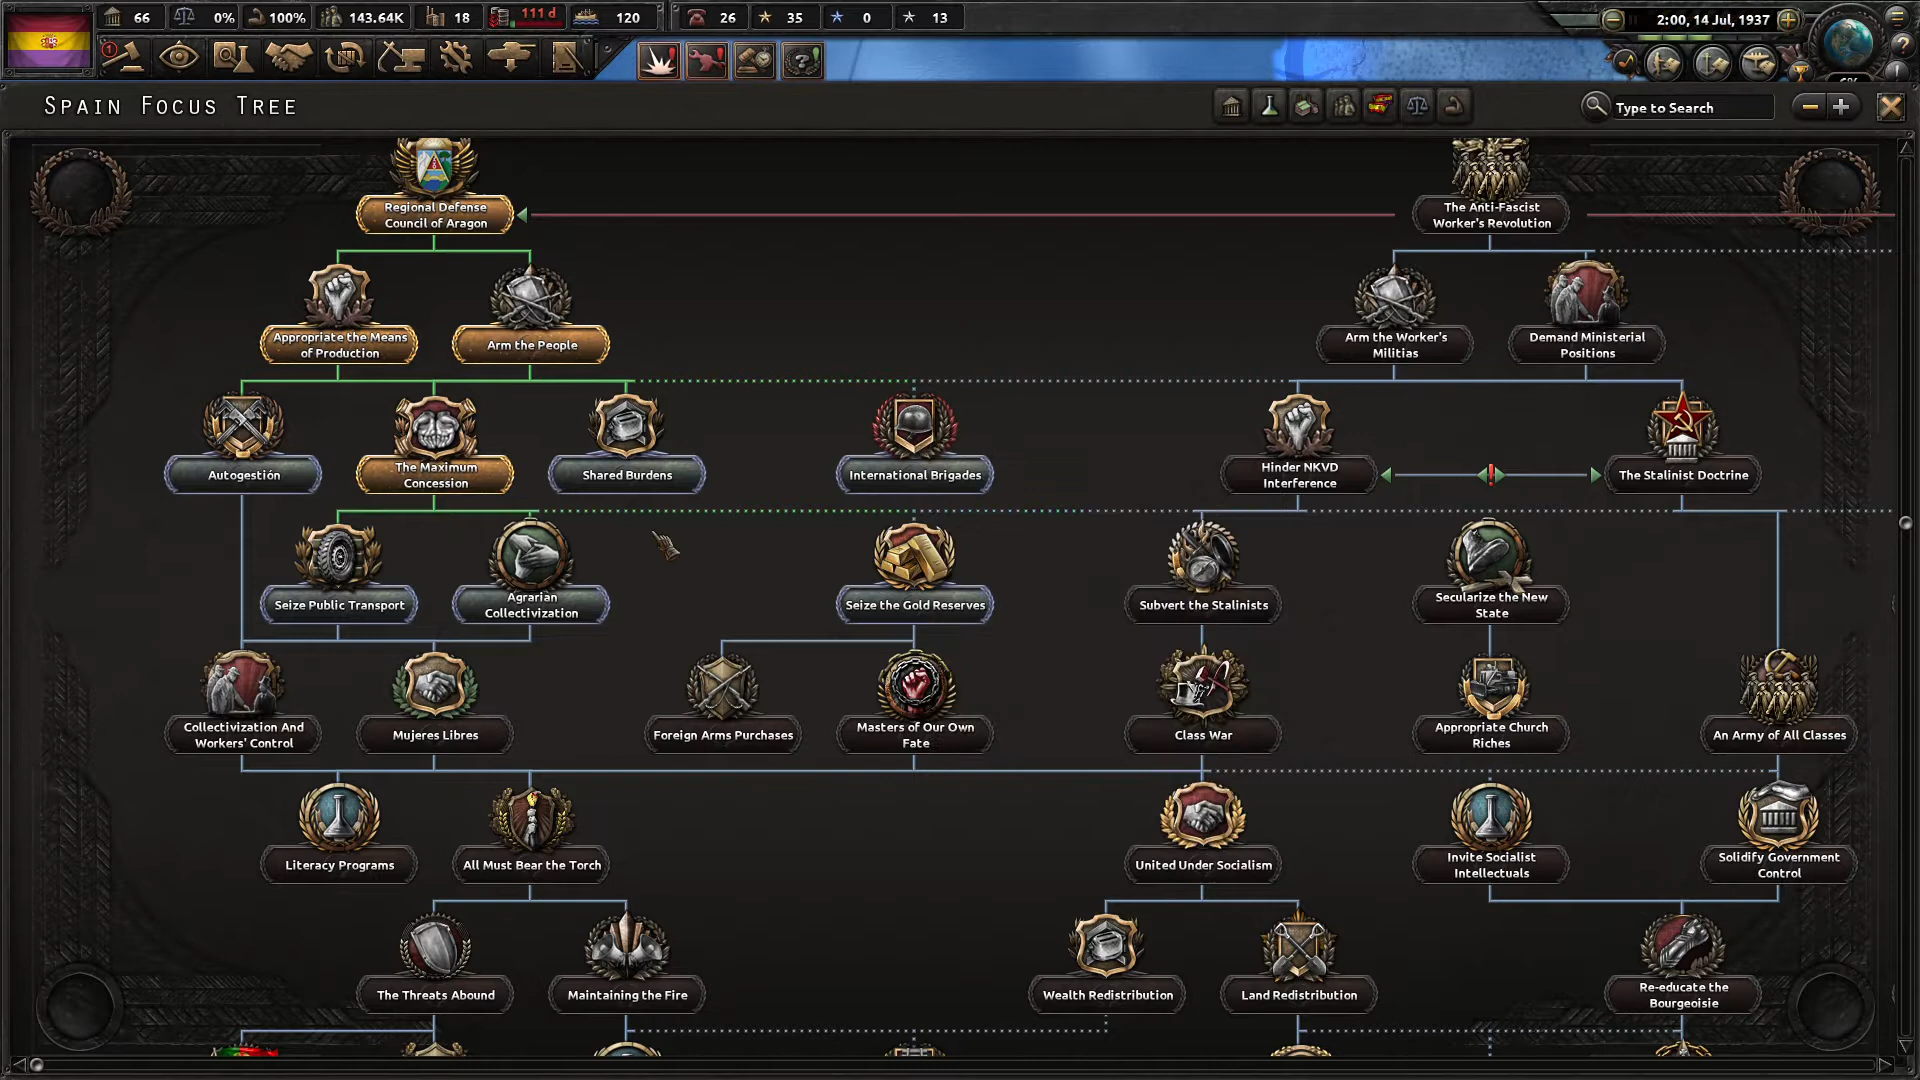 66
0%
100%
143.64K
18
111 d
120
26
35
0
13
2:00, 14 Jul, 1937
1
Spain Focus Tree
Type to Search
Regional Defense
Council of Aragon
The Anti-Fascist
Worker's Revolution
Appropriate the Means
of Production
Arm the People
Arm the Worker's
Militias
Demand Ministerial
Positions
Autogestión
The Maximum
Concession
Shared Burdens
International Brigades
Hinder NKVD
Interference
The Stalinist Doctrine
Seize Public Transport
Agrarian
Collectivization
Seize the Gold Reserves
Subvert the Stalinists
Secularize the New
State
Collectivization And
Workers' Control
Mujeres Libres
Foreign Arms Purchases
Masters of Our Own
Fate
Class War
Appropriate Church
Riches
An Army of All Classes
Literacy Programs
All Must Bear the Torch
United Under Socialism
Invite Socialist
Intellectuals
Solidify Government
Control
The Threats Abound
Maintaining the Fire
Wealth Redistribution
Land Redistribution
Re-educate the
Bourgeoisie